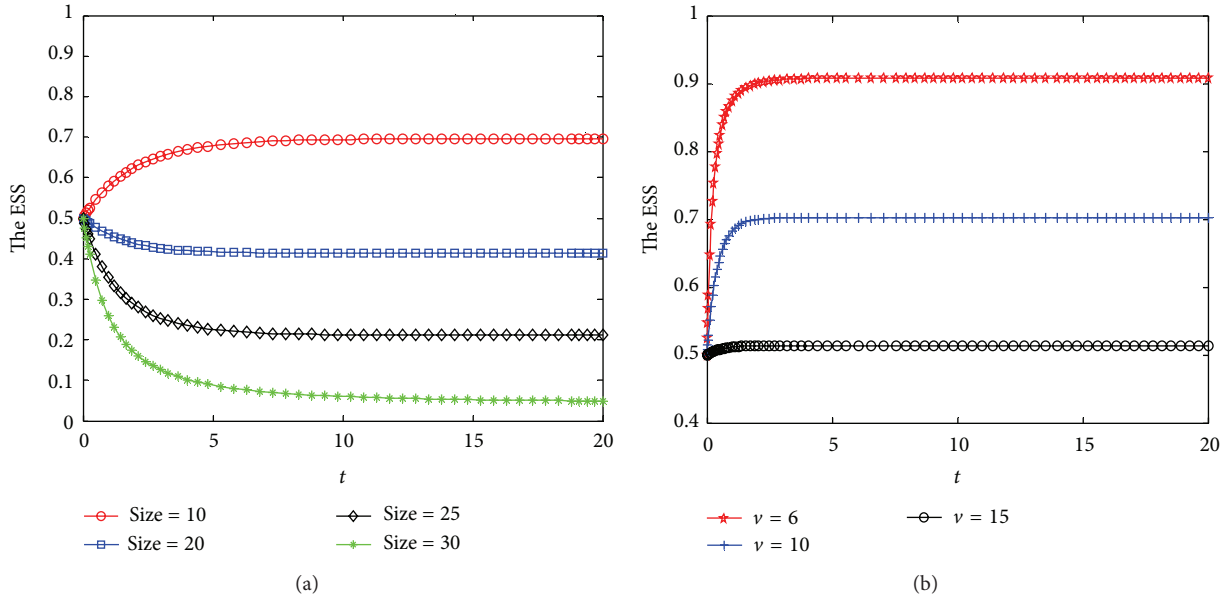 1
0.9
0.8
0.7
0.6
0.5
0.4
0.3
0.2
0.1
0
The ESS
0 5 10 15 20
t
Size = 10
Size = 20
Size = 25
Size = 30
(a)
1
0.9
0.8
0.7
0.6
0.5
0.4
The ESS
0 5 10 15 20
t
v = 6
v = 10
v = 15
(b)